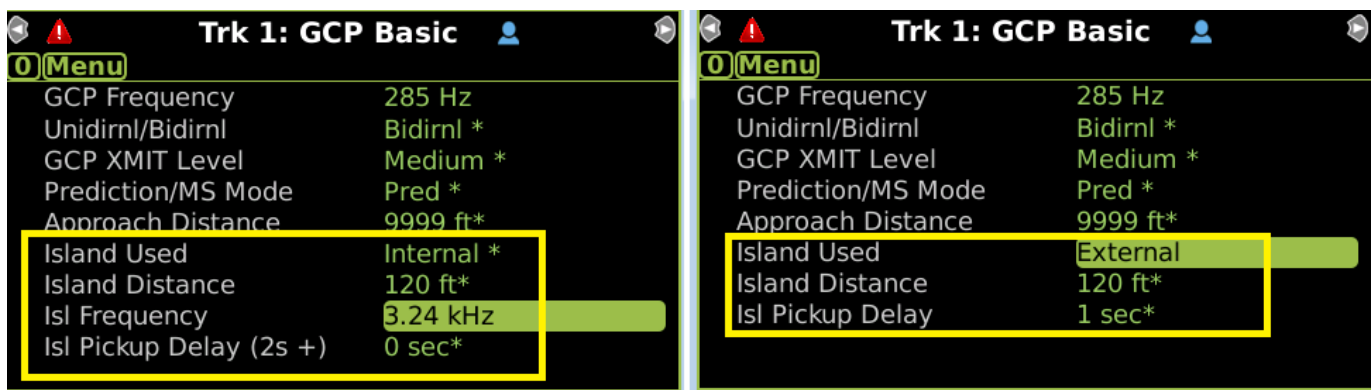 Trk 1: GCP Basic
0 Menu
GCP Frequency 285 Hz
Unidirnl/Bidirnl Bidirnl *
GCP XMIT Level Medium *
Prediction/MS Mode Pred *
Approach Distance 9999 ft*
Island Used Internal *
Island Distance 120 ft*
Isl Frequency 3.24 kHz
Isl Pickup Delay (2s +) 0 sec*
Trk 1: GCP Basic
0 Menu
GCP Frequency 285 Hz
Unidirnl/Bidirnl Bidirnl *
GCP XMIT Level Medium *
Prediction/MS Mode Pred *
Approach Distance 9999 ft*
Island Used External
Island Distance 120 ft*
Isl Pickup Delay 1 sec*